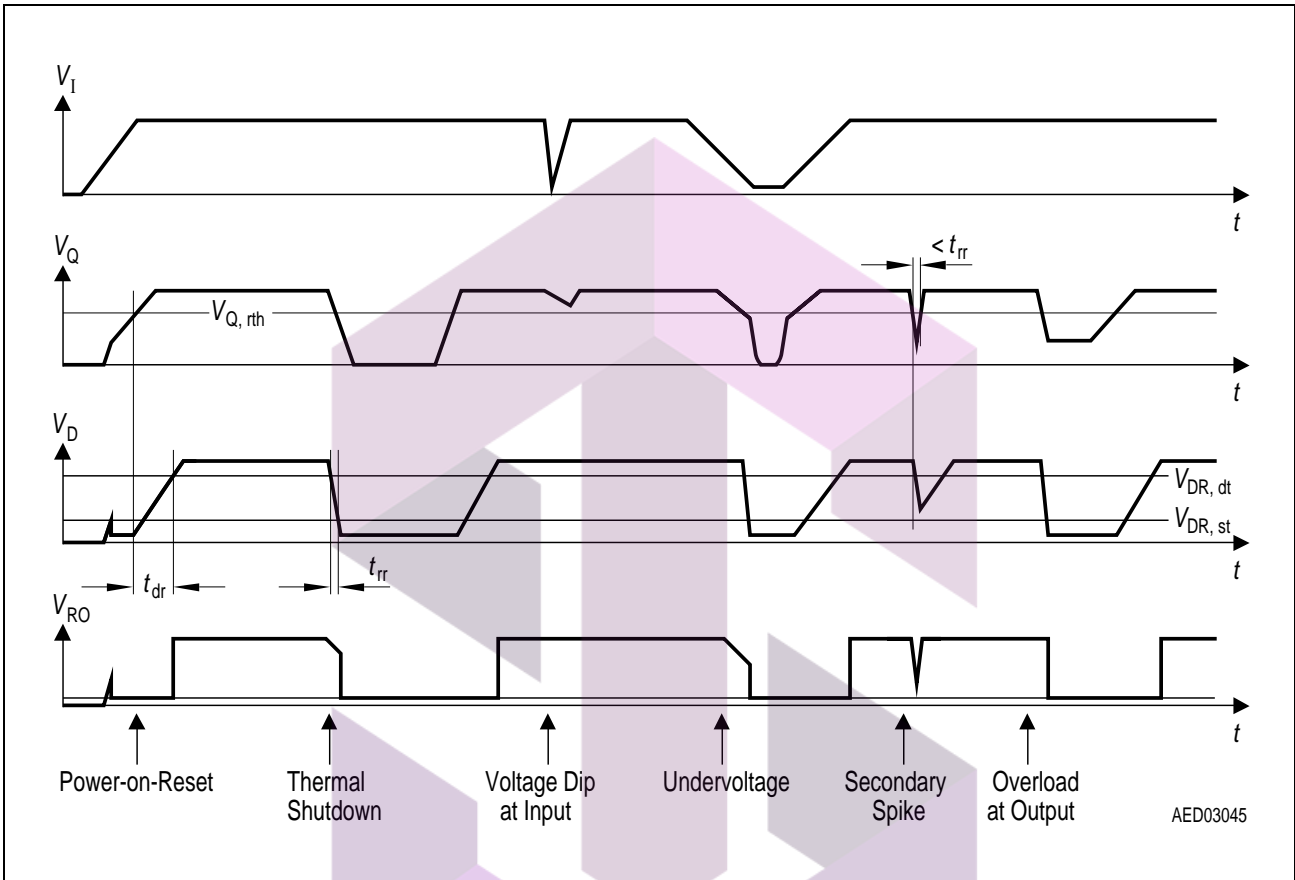 V_I
t
V_Q
< t_rr
V_Q, rth
t
V_D
V_DR, dt
V_DR, st
t
t_dr
t_rr
V_RO
t
Power-on-Reset
Thermal
Shutdown
Voltage Dip
at Input
Undervoltage
Secondary
Spike
Overload
at Output
AED03045